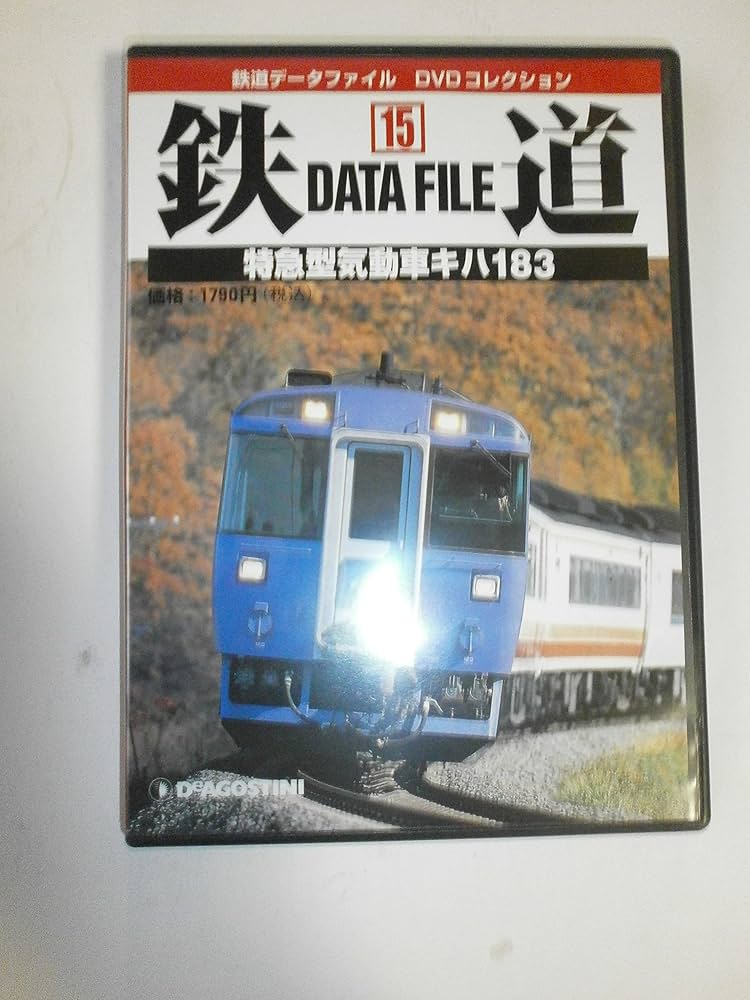 鉄道データファイル DVDコレクション
15
鉄 DATA FILE 道
特急型気動車キハ183
価格：1790円（税込）
DeAGOSTINI